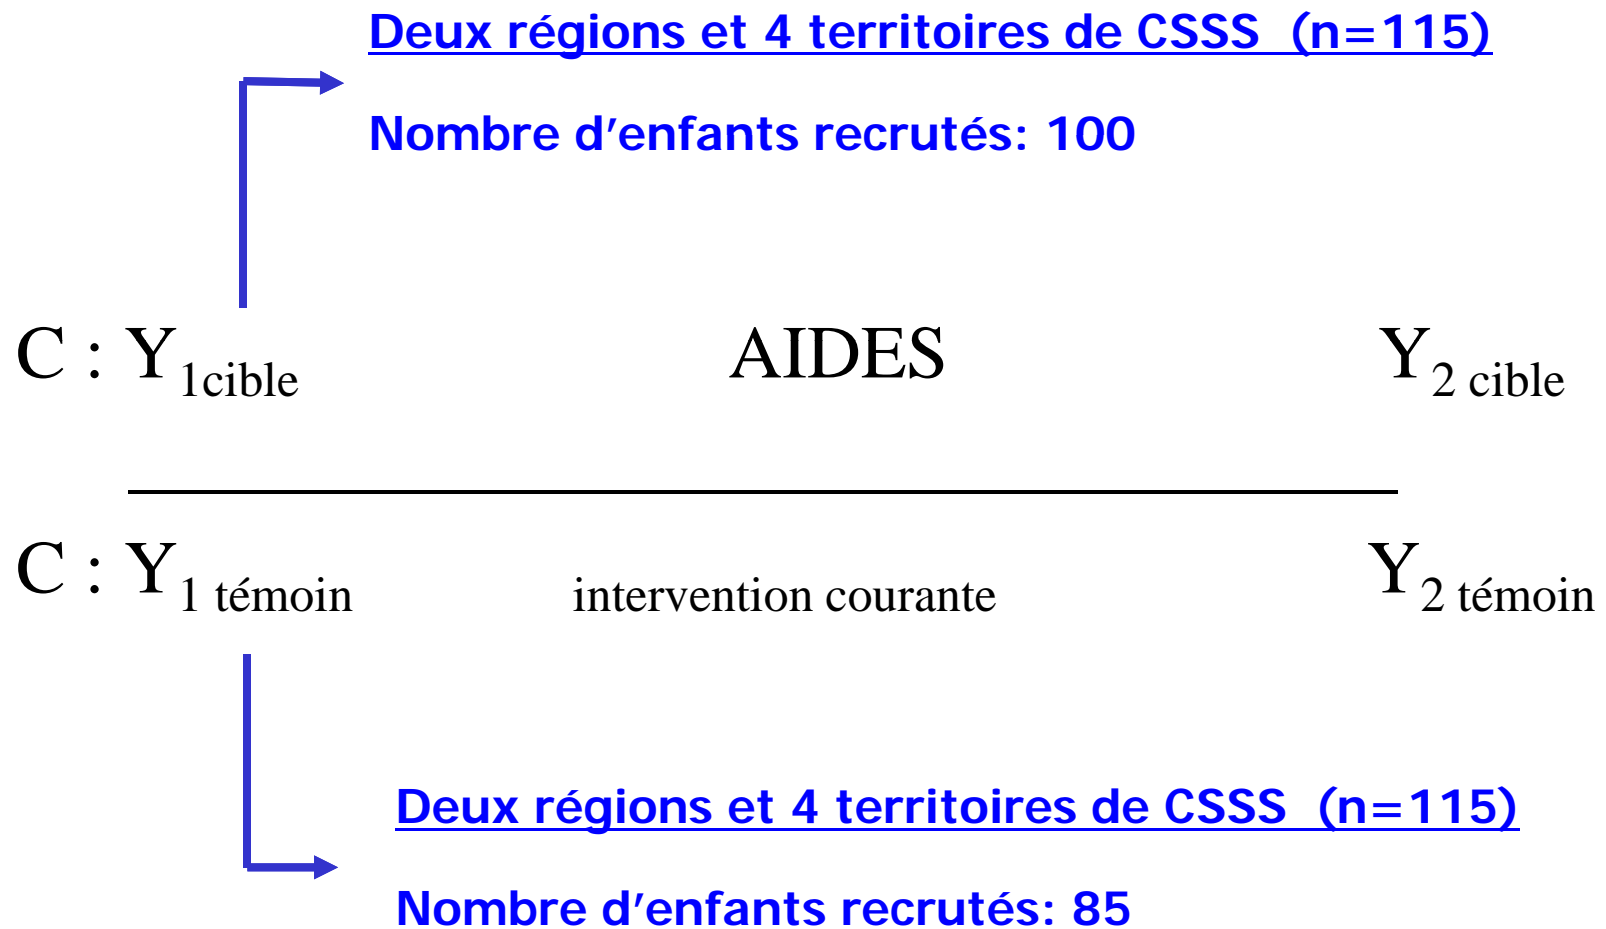 Deux régions et 4 territoires de CSSS (n=115)
Nombre d’enfants recrutés: 100
C : Y1cible AIDES Y2 cible
C : Y1 témoin intervention courante Y2 témoin
Deux régions et 4 territoires de CSSS (n=115)
Nombre d’enfants recrutés: 85